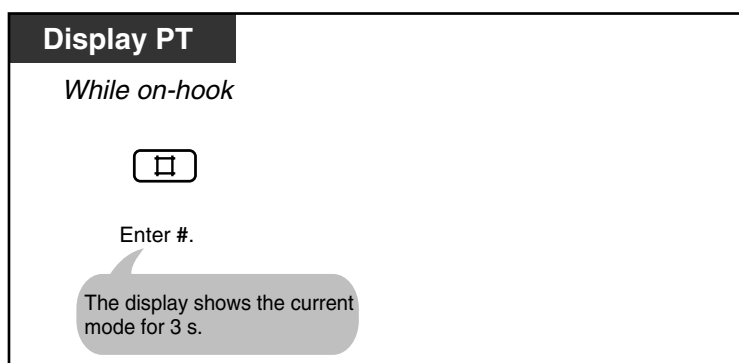 Display PT
While on-hook
#
Enter #.
The display shows the current
mode for 3 s.